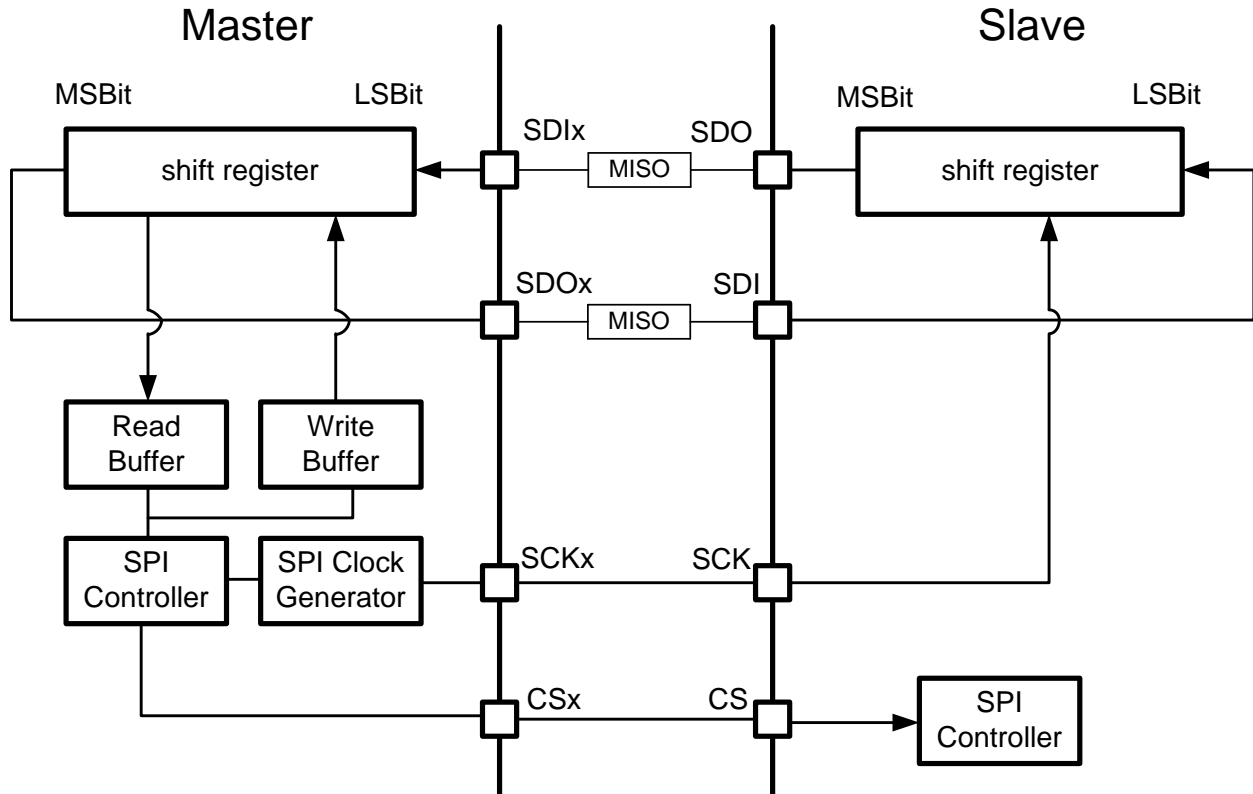 Master
Slave
MSBit
LSBit
MSBit
LSBit
SDIx
SDO
shift register
MISO
shift register
SDOx
SDI
MISO
Read
Buffer
Write
Buffer
SPI
Controller
SPI Clock
Generator
SCKx
SCK
CSx
CS
SPI
Controller